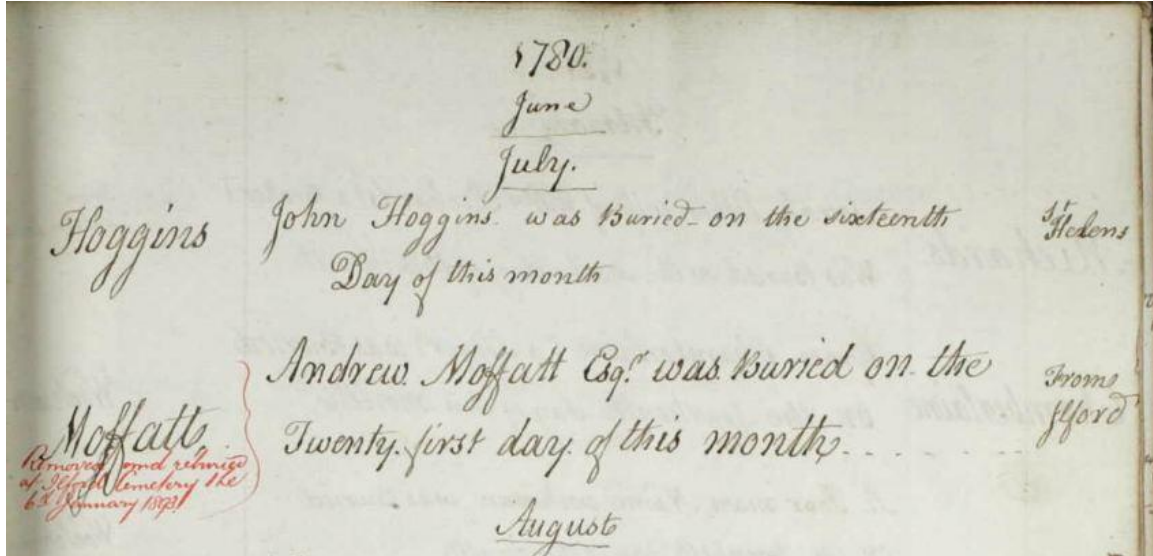 1780.
June
July.
Hoggins
John Hoggins was Buried on the sixteenth
Day of this month
St
Helens
Moffatt
Andrew Moffatt Esqr. was Buried on the
Twenty first day of this month
From
Ilford
Removed and reburied
at Ilford Cemetery the
6th January
August